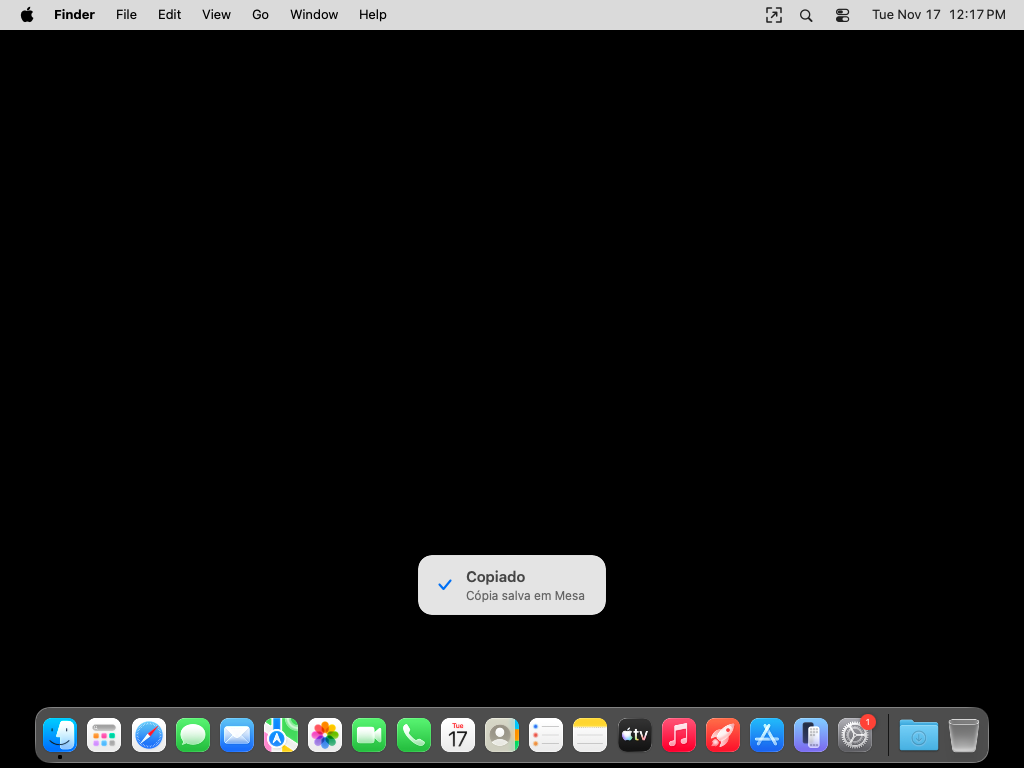 Finder File Edit View Go Window Help Tue Nov 17 12:17 PM
Copiado
Cópia salva em Mesa
Tue
17
tv
1